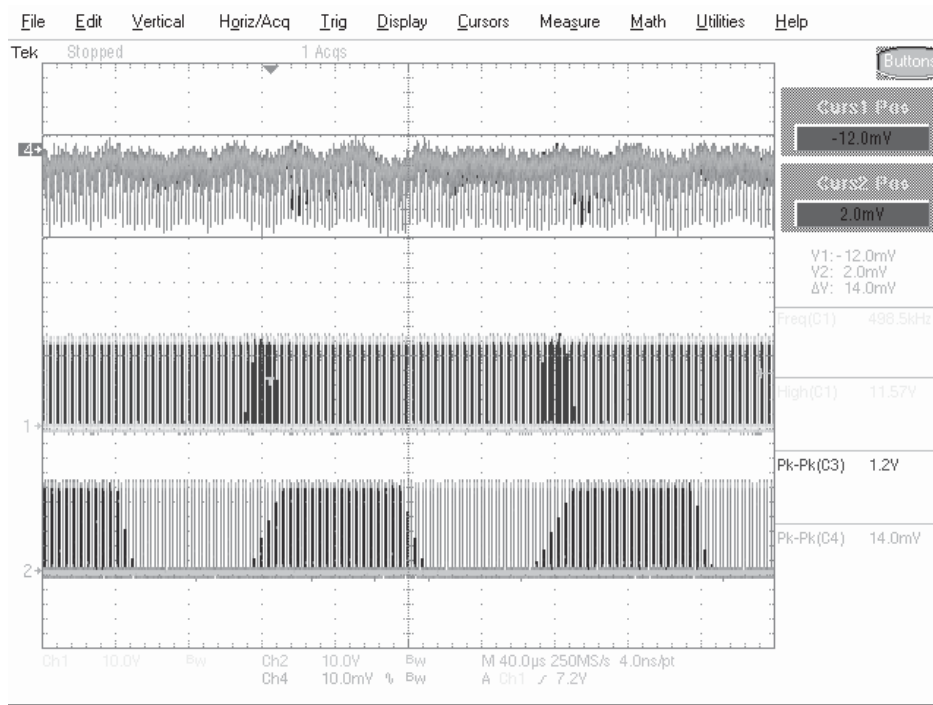 File Edit Vertical Horiz/Acq Trig Display Cursors Measure Math Utilities Help
Tek Stopped 1 Acqs
Buttons
Curs1 Pos
-12.0mV
Curs2 Pos
2.0mV
V1: -12.0mV
V2: 2.0mV
ΔV: 14.0mV
Freq(C1) 498.5kHz
High(C1) 11.57V
Pk-Pk(C3) 1.2V
Pk-Pk(C4) 14.0mV
4
1
2
Ch1 10.0V Bw Ch2 10.0V Bw M 40.0µs 250MS/s 4.0ns/pt
Ch4 10.0mV ∿ Bw A Ch1 ∕ 7.2V